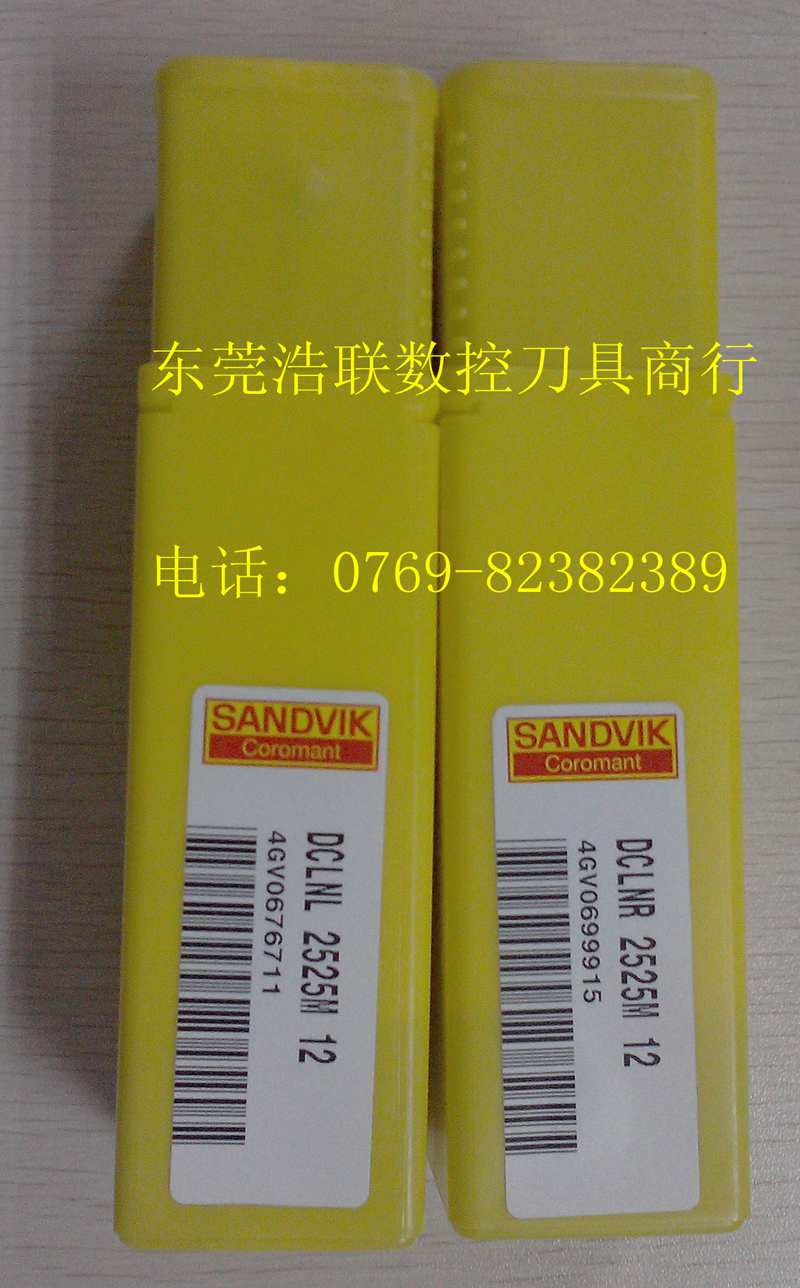 东莞浩联数控刀具商行
电话：0769-82382389
SANDVIK
Coromant
DCLNL 2525M 12
4GV0676711
SANDVIK
Coromant
DCLNR 2525M 12
4GV0699915